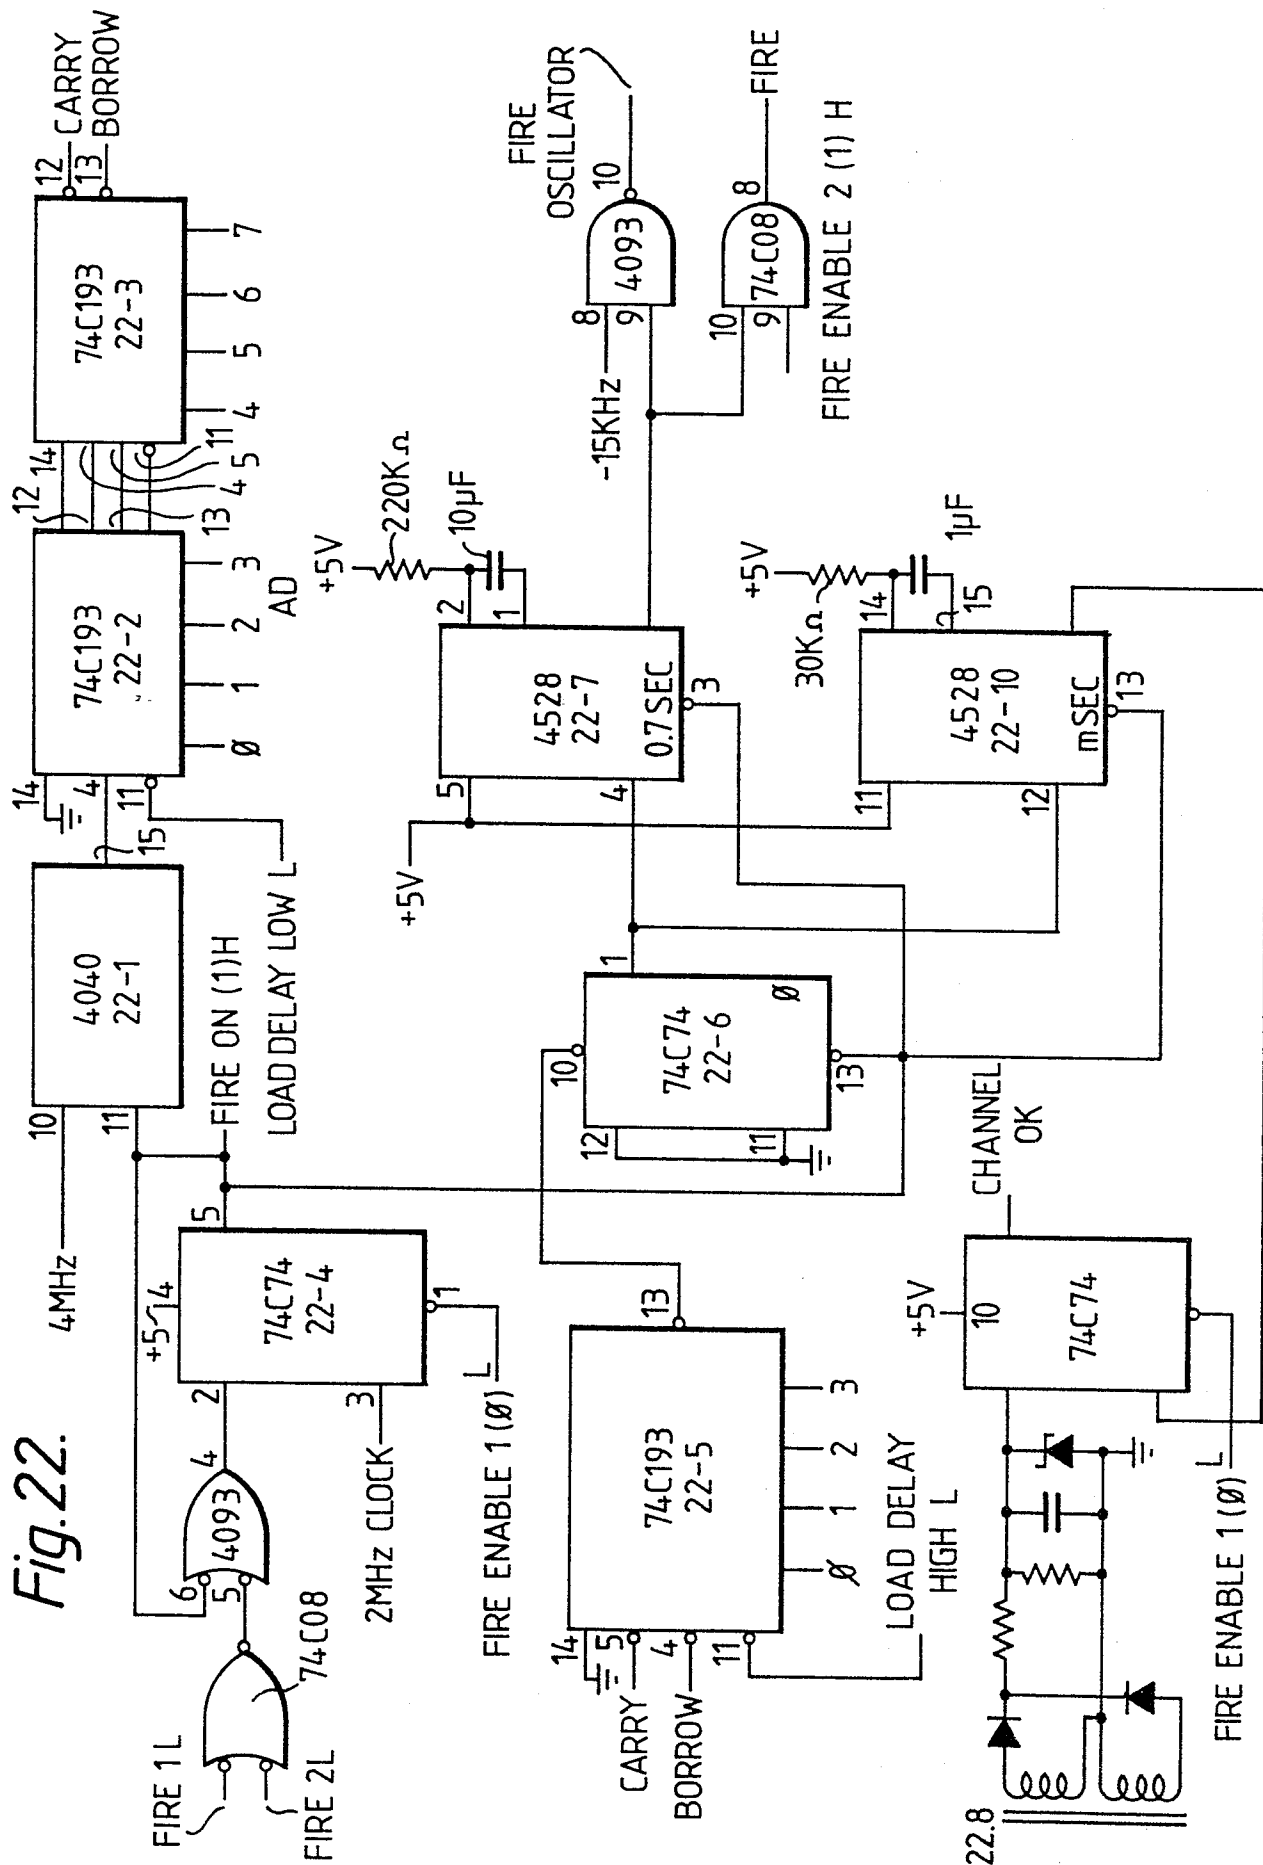 Fig.22.
FIRE 1L
FIRE 2L
74C08
6
5
4093
4
2
3
2MHz CLOCK
+5
14
74C74
22-4
5
1
FIRE ENABLE 1(Ø) L
FIRE ON (1)H
4MHz
10
11
4040
22-1
15
LOAD DELAY LOW L
14
4
11
74C193
22-2
Ø 1 2 3
AD
12
13
14
4
5
11
74C193
22-3
4 5 6 7
12
CARRY
13
BORROW
14
CARRY
5
BORROW
4
11
LOAD DELAY
HIGH L
74C193
22-5
Ø 1 2 3
13
10
12
11
74C74
22-6
Ø
1
13
+5V
5
4
4528
22-7
0.7SEC
3
2
1
+5V
220KΩ
10µF
-15KHz
8
9
4093
10
FIRE
OSCILLATOR
10
9
74C08
8
FIRE
FIRE ENABLE 2 (1) H
11
12
4528
22-10
mSEC
13
14
15
+5V
30KΩ
1µF
22.8
+5V
10
74C74
CHANNEL
OK
FIRE ENABLE 1(Ø) L